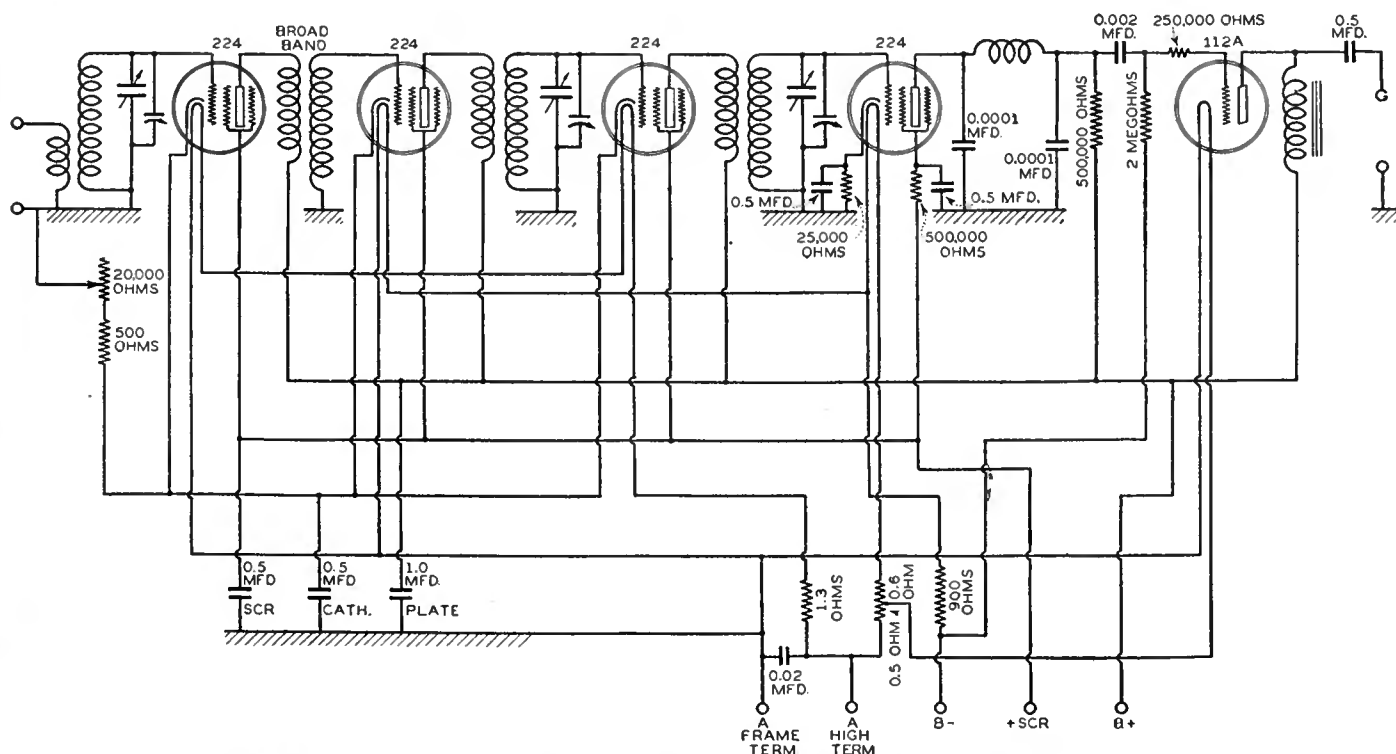 224
BROAD
BAND
224
224
224
0.002
MFD.
250,000 OHMS
112A
0.5
MFD.
0.0001
MFD.
0.0001
MFD
500,000 OHMS
2 MEGOHMS
0.5 MFD.
0.5 MFD.
25,000
OHMS
500,000
OHMS
20,000
OHMS
500
OHMS
0.5
MFD
SCR
0.5
MFD
CATH.
1.0
MFD.
PLATE
1.3
OHMS
0.6
OHM
0.5 OHM
900
OHMS
0.02
MFD.
A
FRAME
TERM.
A
HIGH
TERM
B-
+SCR
B+